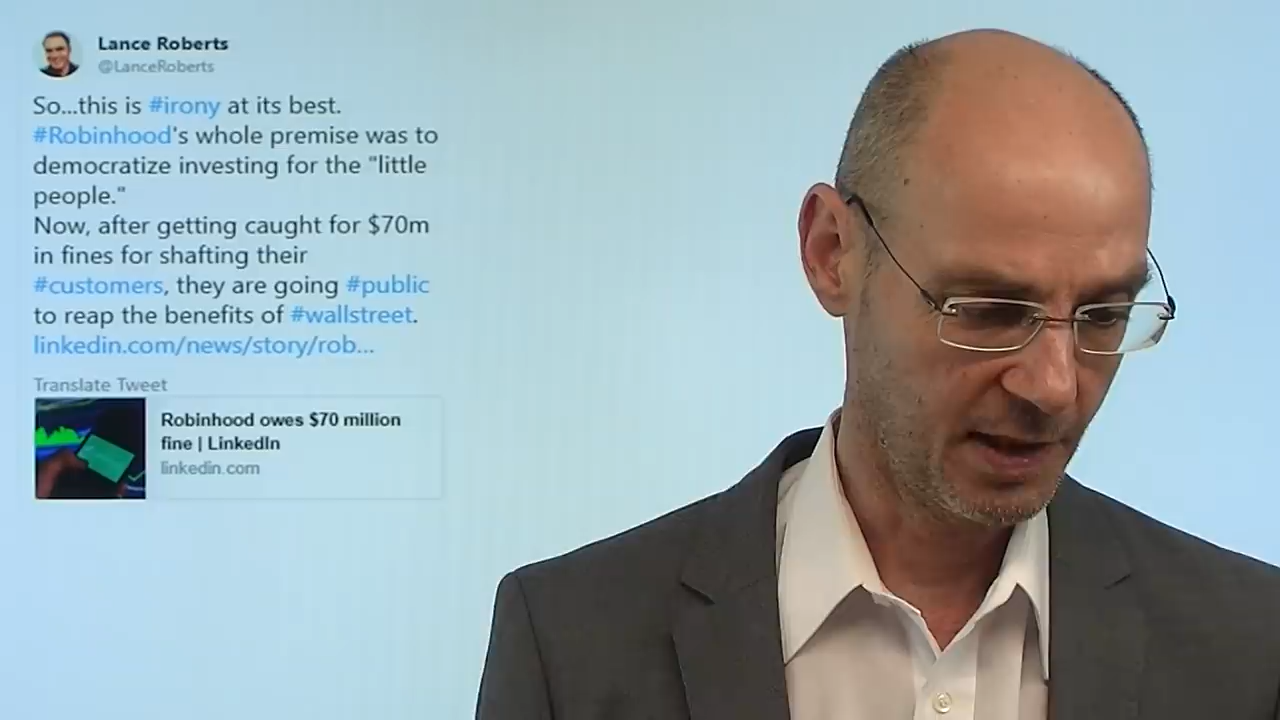 Lance Roberts
@LanceRoberts
So...this is #irony at its best.
#Robinhood's whole premise was to
democratize investing for the "little
people."
Now, after getting caught for $70m
in fines for shafting their
#customers, they are going #public
to reap the benefits of #wallstreet.
linkedin.com/news/story/rob...
Translate Tweet
Robinhood owes $70 million
fine | LinkedIn
linkedin.com